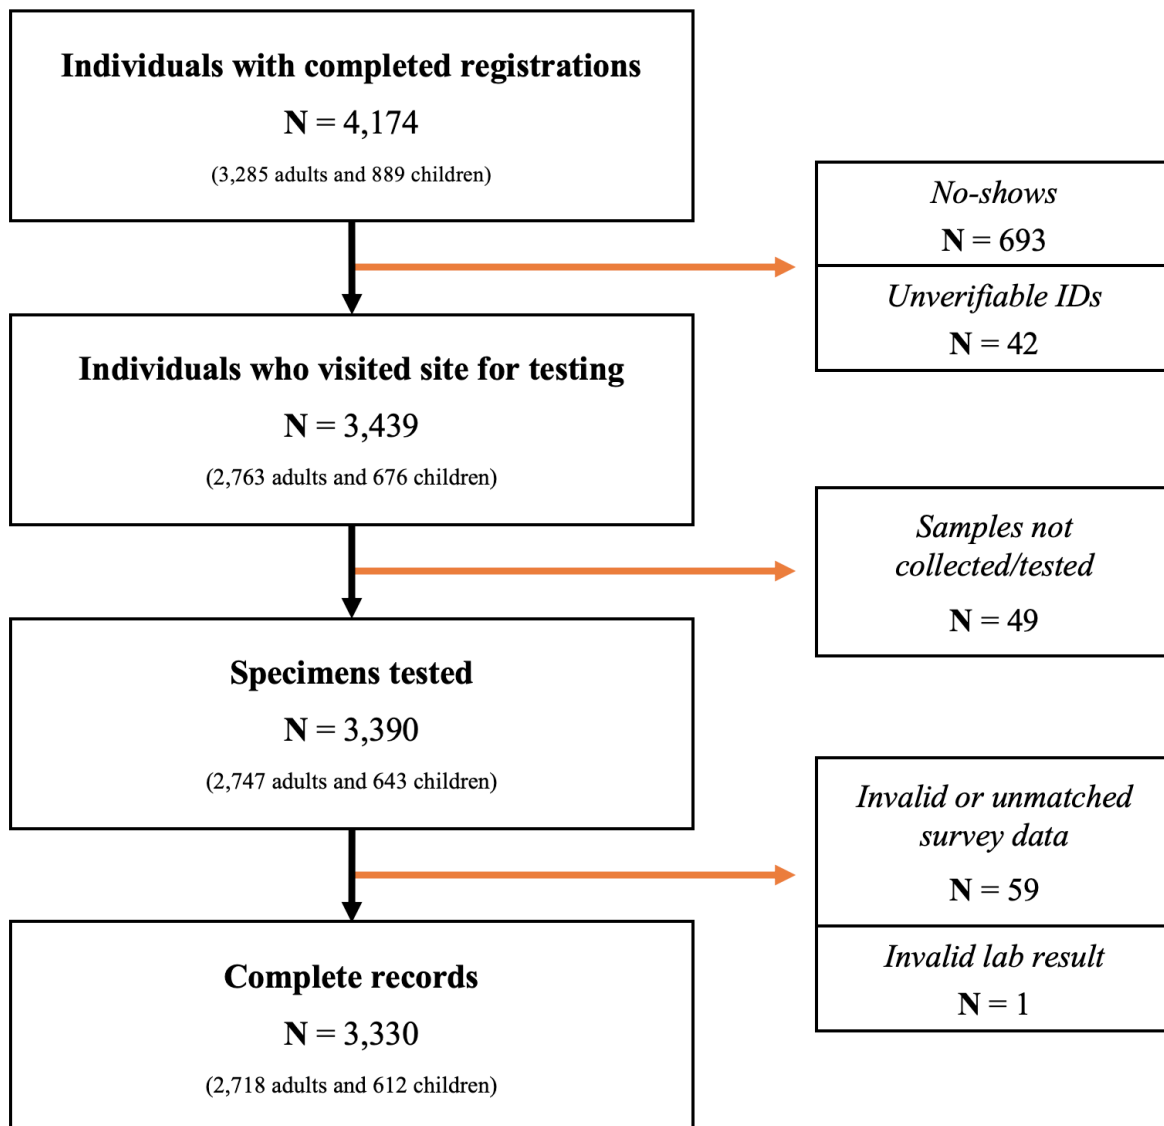 Individuals with completed registrations
N = 4,174
(3,285 adults and 889 children)
No-shows
N = 693
Unverifiable IDs
N = 42
Individuals who visited site for testing
N = 3,439
(2,763 adults and 676 children)
Samples not
collected/tested
N = 49
Specimens tested
N = 3,390
(2,747 adults and 643 children)
Invalid or unmatched
survey data
N = 59
Invalid lab result
N = 1
Complete records
N = 3,330
(2,718 adults and 612 children)